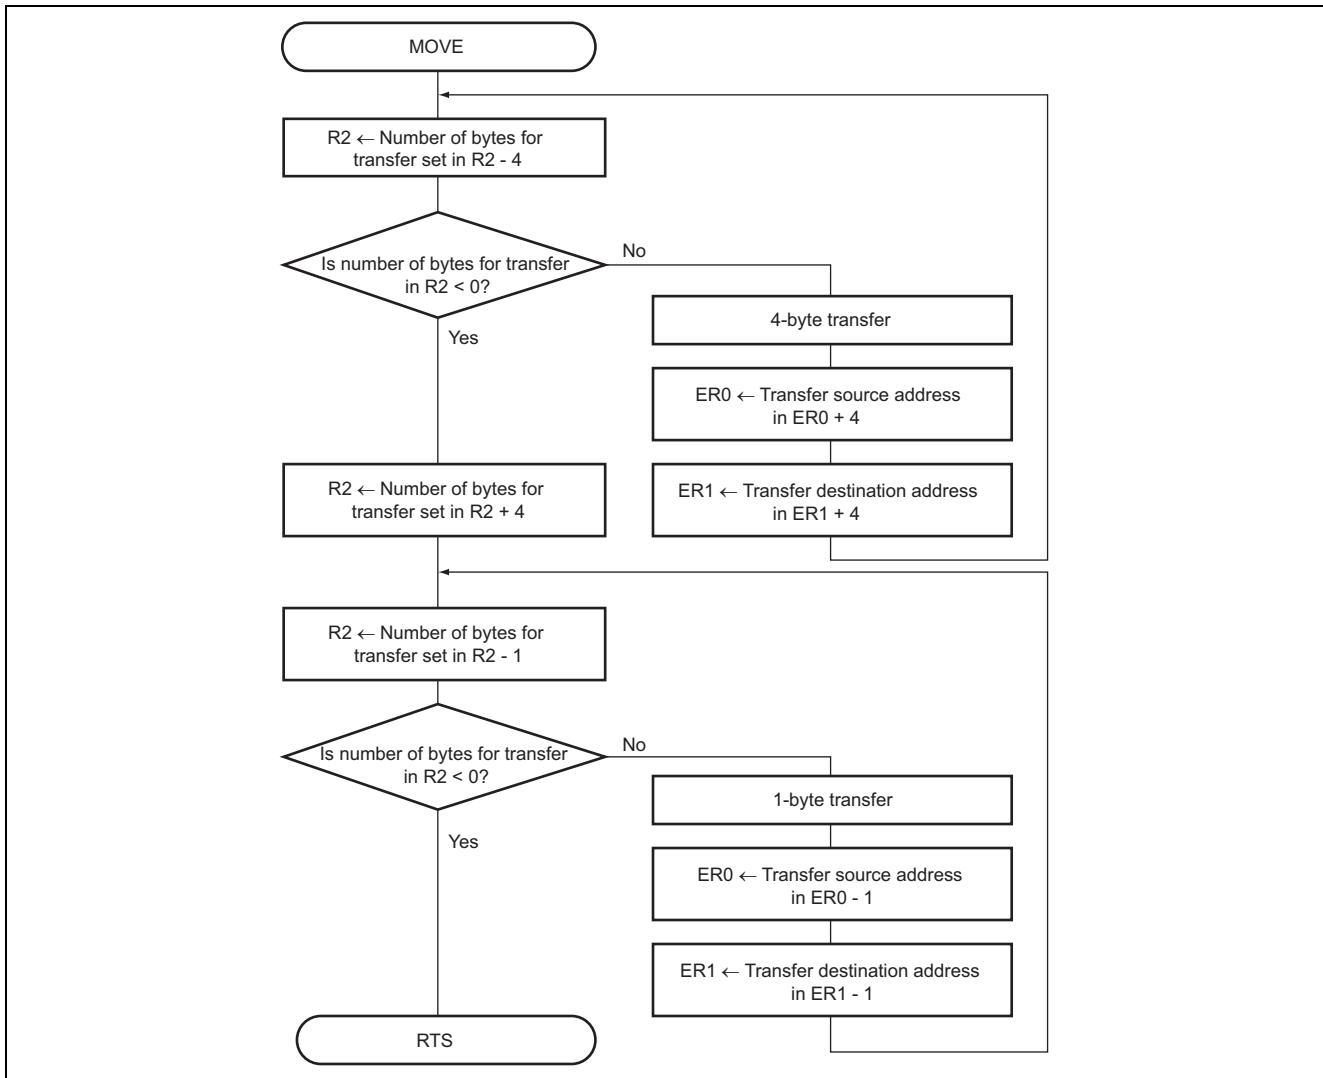 MOVE
R2 ← Number of bytes for
transfer set in R2 - 4
Is number of bytes for transfer
in R2 < 0?
No
Yes
4-byte transfer
ER0 ← Transfer source address
in ER0 + 4
ER1 ← Transfer destination address
in ER1 + 4
R2 ← Number of bytes for
transfer set in R2 + 4
R2 ← Number of bytes for
transfer set in R2 - 1
Is number of bytes for transfer
in R2 < 0?
No
Yes
1-byte transfer
ER0 ← Transfer source address
in ER0 - 1
ER1 ← Transfer destination address
in ER1 - 1
RTS